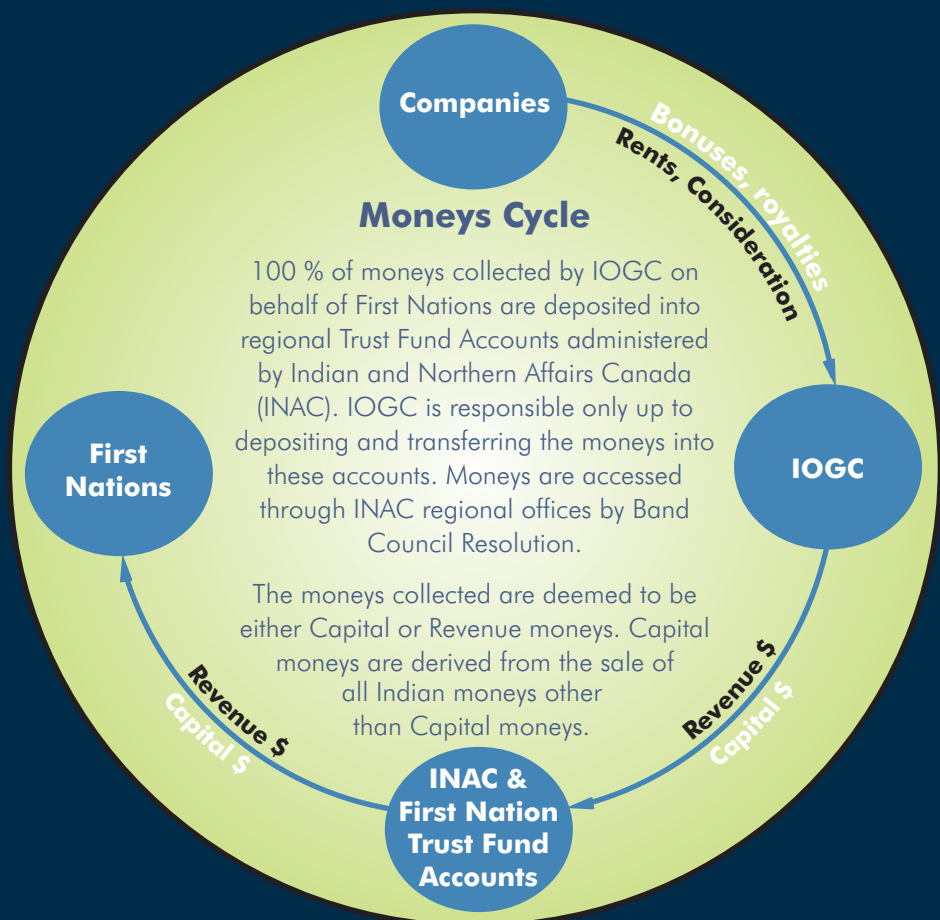 Companies
Bonuses, royalties
Rents, Consideration
Moneys Cycle
100 % of moneys collected by IOGC on
behalf of First Nations are deposited into
regional Trust Fund Accounts administered
by Indian and Northern Affairs Canada
(INAC). IOGC is responsible only up to
depositing and transferring the moneys into
these accounts. Moneys are accessed
through INAC regional offices by Band
Council Resolution.
The moneys collected are deemed to be
either Capital or Revenue moneys. Capital
moneys are derived from the sale of
all Indian moneys other
than Capital moneys.
First
Nations
IOGC
Revenue $
Capital $
Revenue $
Capital $
INAC &
First Nation
Trust Fund
Accounts